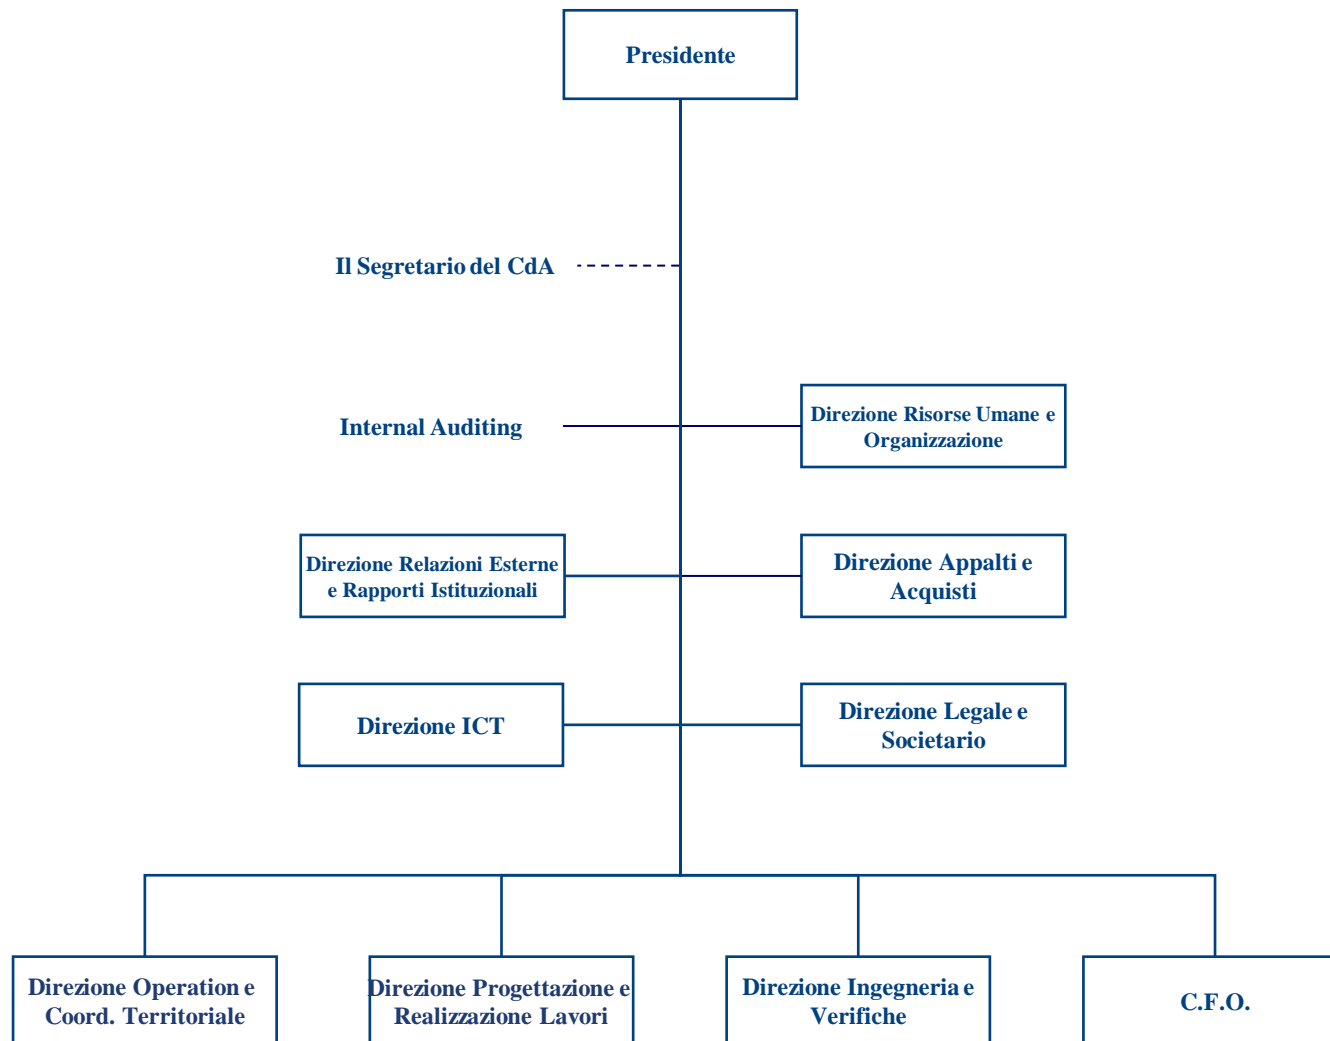 Presidente
Il Segretario del CdA
Internal Auditing
Direzione Risorse Umane e
Organizzazione
Direzione Relazioni Esterne
e Rapporti Istituzionali
Direzione Appalti e
Acquisti
Direzione ICT
Direzione Legale e
Societario
Direzione Operation e
Coord. Territoriale
Direzione Progettazione e
Realizzazione Lavori
Direzione Ingegneria e
Verifiche
C.F.O.